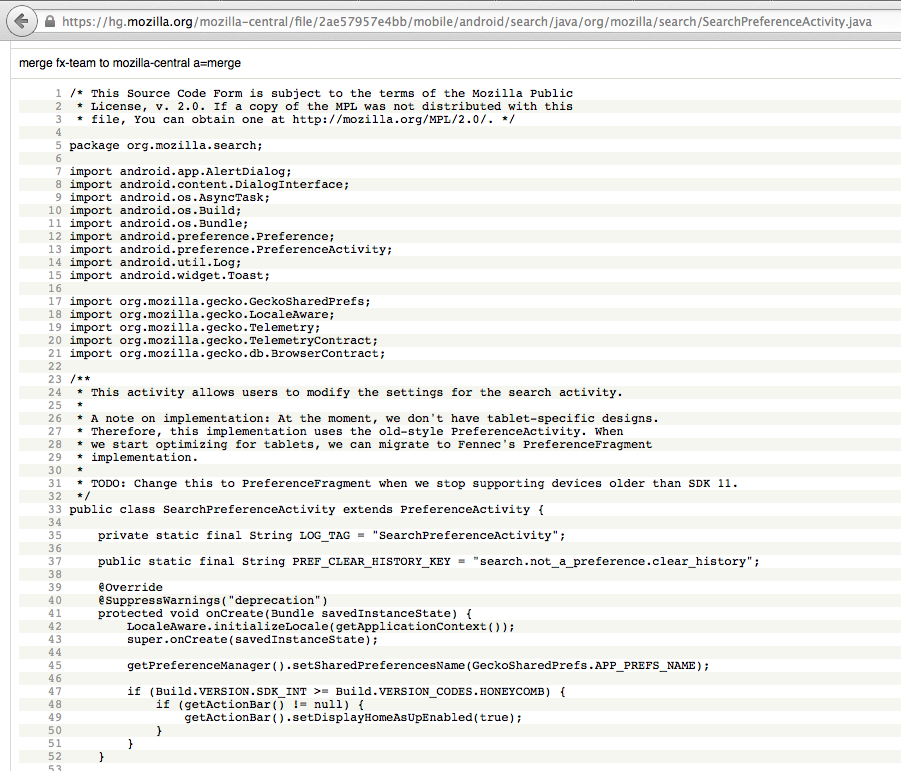 https://hg.mozilla.org/mozilla-central/file/2ae57957e4bb/mobile/android/search/java/org/mozilla/search/SearchPreferenceActivity.java
merge fx-team to mozilla-central a=merge
1 /* This Source Code Form is subject to the terms of the Mozilla Public
2  * License, v. 2.0. If a copy of the MPL was not distributed with this
3  * file, You can obtain one at http://mozilla.org/MPL/2.0/. */
4
5 package org.mozilla.search;
6
7 import android.app.AlertDialog;
8 import android.content.DialogInterface;
9 import android.os.AsyncTask;
10 import android.os.Build;
11 import android.os.Bundle;
12 import android.preference.Preference;
13 import android.preference.PreferenceActivity;
14 import android.util.Log;
15 import android.widget.Toast;
16
17 import org.mozilla.gecko.GeckoSharedPrefs;
18 import org.mozilla.gecko.LocaleAware;
19 import org.mozilla.gecko.Telemetry;
20 import org.mozilla.gecko.TelemetryContract;
21 import org.mozilla.gecko.db.BrowserContract;
22
23 /**
24  * This activity allows users to modify the settings for the search activity.
25  *
26  * A note on implementation: At the moment, we don't have tablet-specific designs.
27  * Therefore, this implementation uses the old-style PreferenceActivity. When
28  * we start optimizing for tablets, we can migrate to Fennec's PreferenceFragment
29  * implementation.
30  *
31  * TODO: Change this to PreferenceFragment when we stop supporting devices older than SDK 11.
32  */
33 public class SearchPreferenceActivity extends PreferenceActivity {
34
35     private static final String LOG_TAG = "SearchPreferenceActivity";
36
37     public static final String PREF_CLEAR_HISTORY_KEY = "search.not_a_preference.clear_history";
38
39     @Override
40     @SuppressWarnings("deprecation")
41     protected void onCreate(Bundle savedInstanceState) {
42         LocaleAware.initializeLocale(getApplicationContext());
43         super.onCreate(savedInstanceState);
44
45         getPreferenceManager().setSharedPreferencesName(GeckoSharedPrefs.APP_PREFS_NAME);
46
47         if (Build.VERSION.SDK_INT >= Build.VERSION_CODES.HONEYCOMB) {
48             if (getActionBar() != null) {
49                 getActionBar().setDisplayHomeAsUpEnabled(true);
50             }
51         }
52     }
53